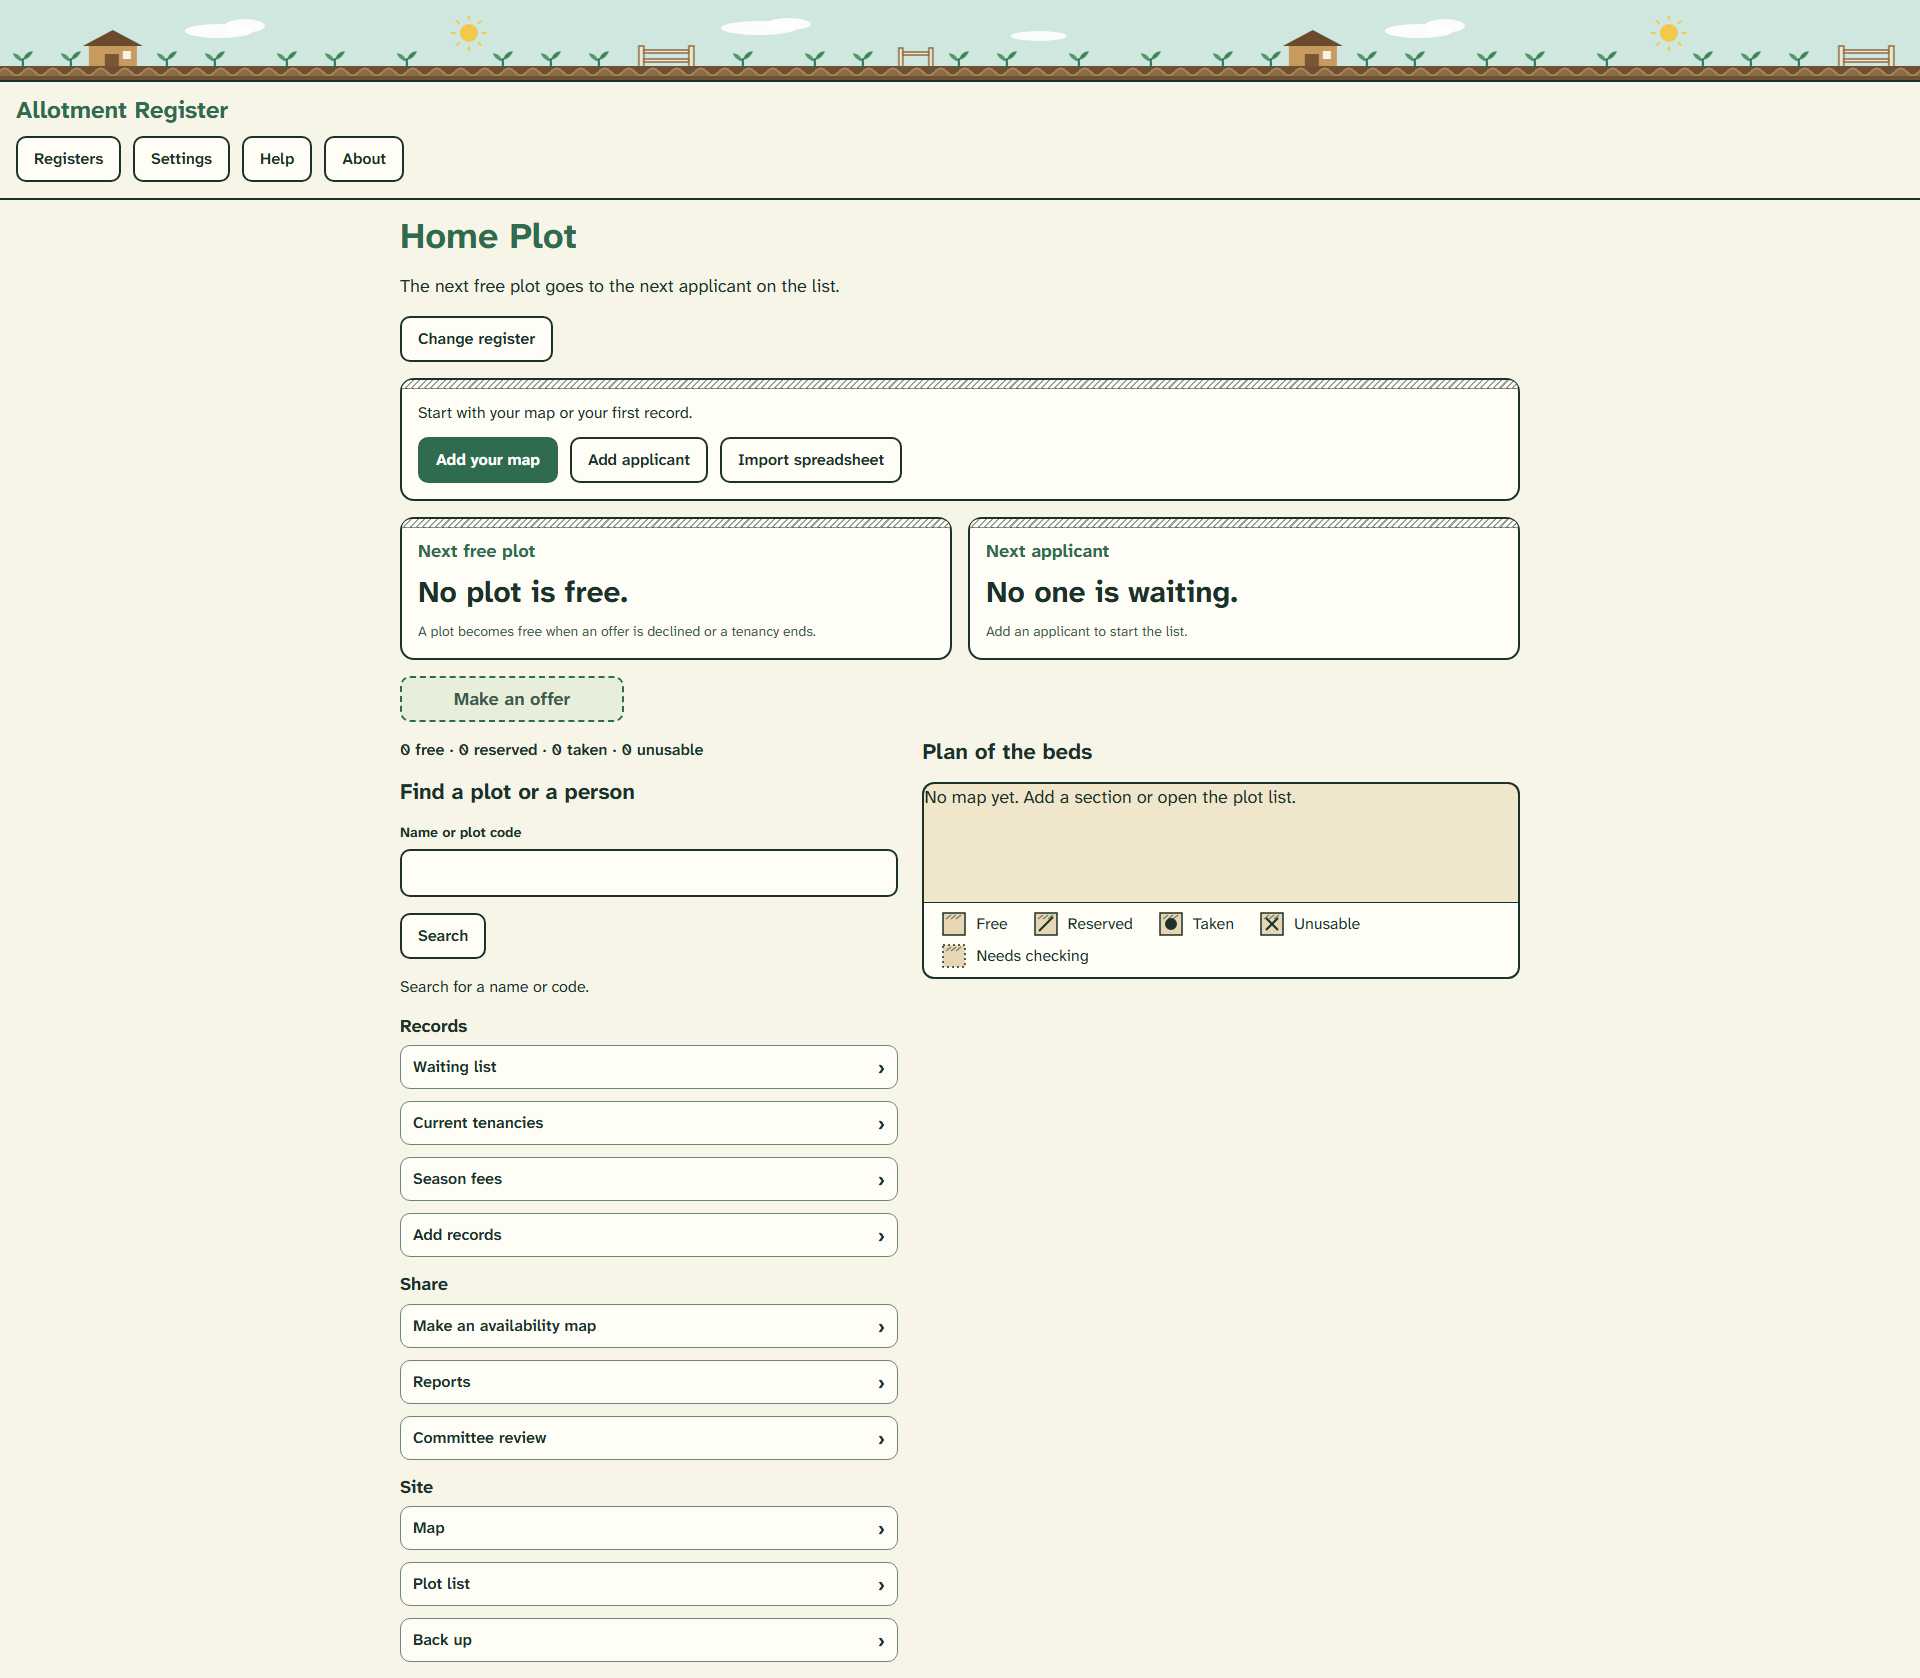 Allotment Register
Registers
Settings
Help
About
Home Plot
The next free plot goes to the next applicant on the list.
Change register
Start with your map or your first record.
Add your map
Add applicant
Import spreadsheet
Next free plot
No plot is free.
A plot becomes free when an offer is declined or a tenancy ends.
Next applicant
No one is waiting.
Add an applicant to start the list.
Make an offer
0 free · 0 reserved · 0 taken · 0 unusable
Find a plot or a person
Name or plot code
Search
Search for a name or code.
Records
Waiting list
Current tenancies
Season fees
Add records
Share
Make an availability map
Reports
Committee review
Site
Map
Plot list
Back up
Plan of the beds
No map yet. Add a section or open the plot list.
Free
Reserved
Taken
Unusable
Needs checking